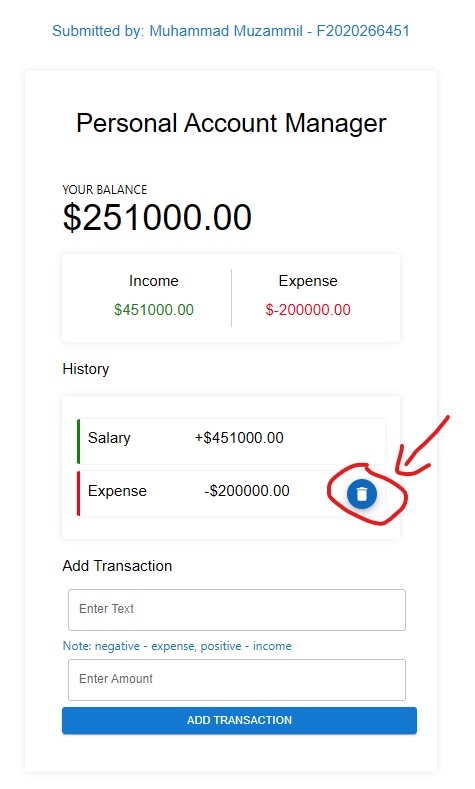 Submitted by: Muhammad Muzammil - F2020266451
Personal Account Manager
YOUR BALANCE
$251000.00
Income Expense
$451000.00 $-200000.00
History
Salary +$451000.00
Expense -$200000.00
Add Transaction
Enter Text
Note: negative - expense, positive - income
Enter Amount
ADD TRANSACTION